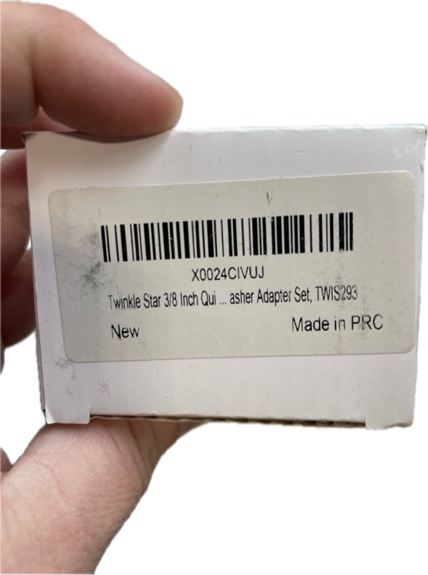 X0024CIVUJ
Twinkle Star 3/8 Inch Qui ... asher Adapter Set, TWIS293
New Made in PRC